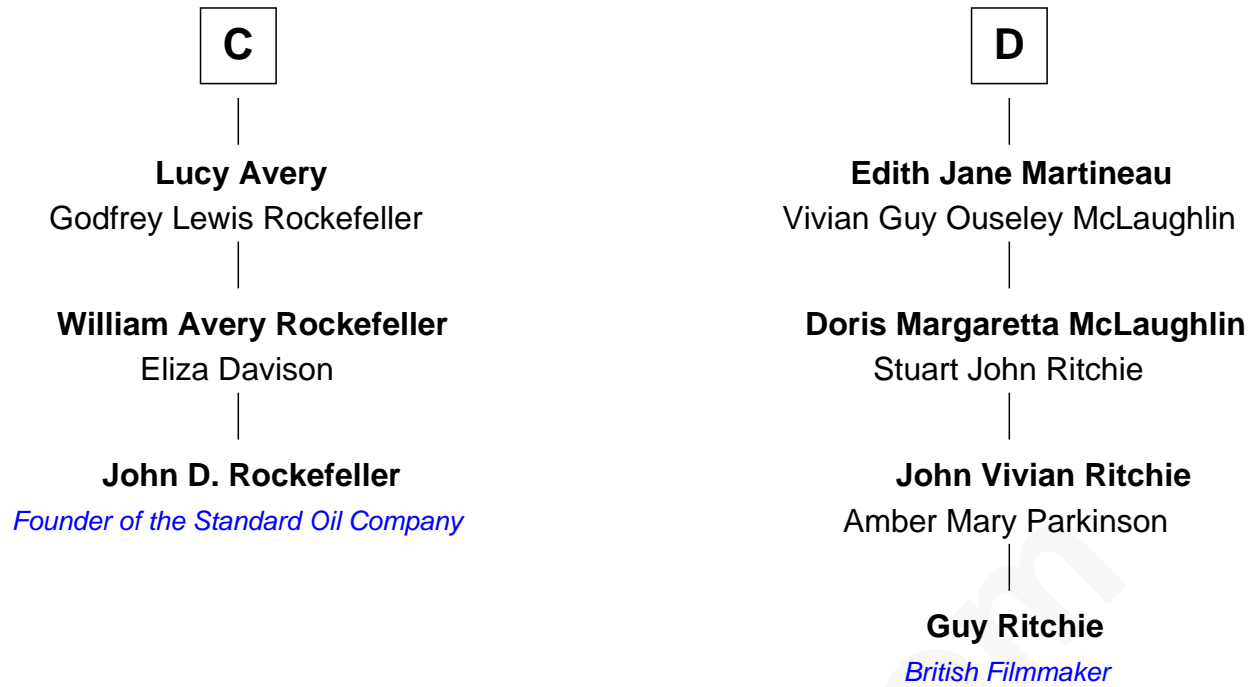 C
Lucy Avery
Godfrey Lewis Rockefeller
William Avery Rockefeller
Eliza Davison
John D. Rockefeller
Founder of the Standard Oil Company
D
Edith Jane Martineau
Vivian Guy Ouseley McLaughlin
Doris Margaretta McLaughlin
Stuart John Ritchie
John Vivian Ritchie
Amber Mary Parkinson
Guy Ritchie
British Filmmaker